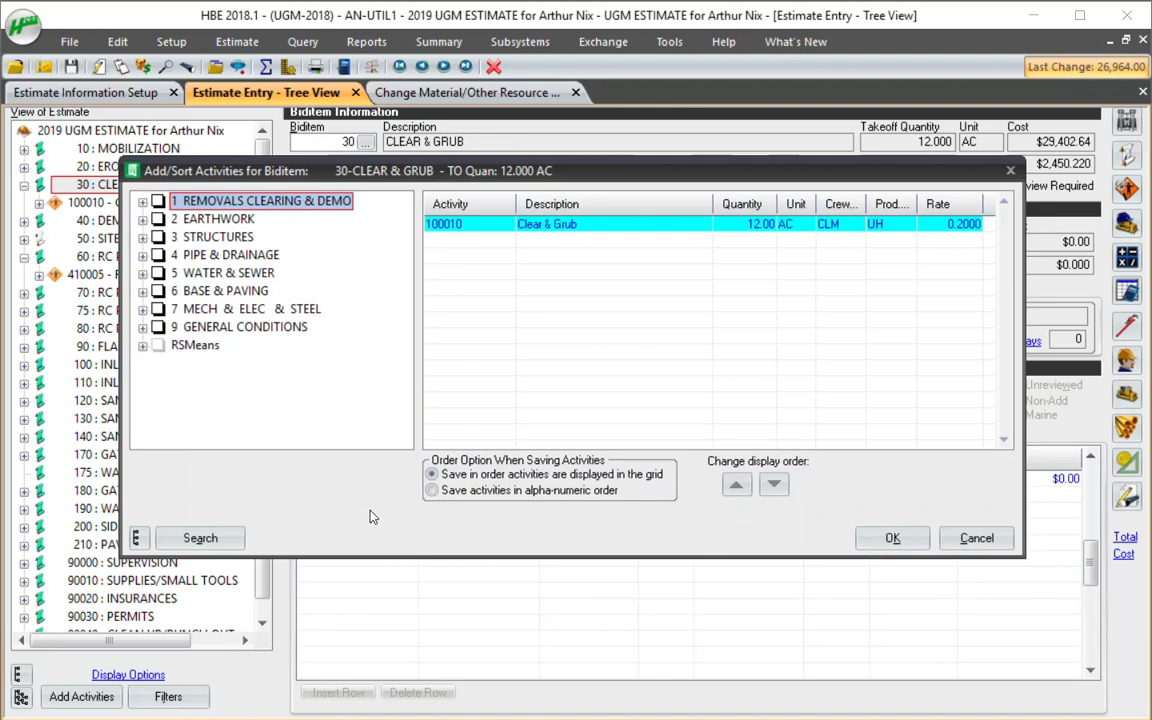 HBE 2018.1 - (UGM-2018) - AN-UTIL1 - 2019 UGM ESTIMATE for Arthur Nix - UGM ESTIMATE for Arthur Nix - [Estimate Entry - Tree View]
File Edit Setup Estimate Query Reports Summary Subsystems Exchange Tools Help What's New
Last Change: 26,964.00
Estimate Information Setup Estimate Entry - Tree View Change Material/Other Resource ...
View of Estimate
2019 UGM ESTIMATE for Arthur Nix
10 : MOBILIZATION
20 : ERO
30 : CLE
100010 -
40 : DEM
50 : SITE
60 : RC P
410005 -
70 : RC P
75 : RC P
80 : RC P
90 : FLA
100 : INL
110 : INL
120 : SAN
130 : SAN
140 : SAN
170 : GAT
175 : WA
180 : GAT
190 : WA
200 : SID
210 : PAV
90000 : SUPERVISION
90010 : SUPPLIES/SMALL TOOLS
90020 : INSURANCES
90030 : PERMITS
Display Options
Add Activities Filters
Biditem Information
Biditem Description Takeoff Quantity Unit Cost
30 ... CLEAR & GRUB 12.000 AC $29,402.64
$2,450.220
view Required
$0.00
$0.000
ays 0
Unreviewed
Non-Add
Marine
$0.00
Total
Cost
Insert Row Delete Row
Add/Sort Activities for Biditem: 30-CLEAR & GRUB - TO Quan: 12.000 AC
1 REMOVALS CLEARING & DEMO
2 EARTHWORK
3 STRUCTURES
4 PIPE & DRAINAGE
5 WATER & SEWER
6 BASE & PAVING
7 MECH & ELEC & STEEL
9 GENERAL CONDITIONS
RSMeans
Activity Description Quantity Unit Crew... Prod.... Rate
100010 Clear & Grub 12.00 AC CLM UH 0.2000
Order Option When Saving Activities
Save in order activities are displayed in the grid
Save activities in alpha-numeric order
Change display order:
Search OK Cancel